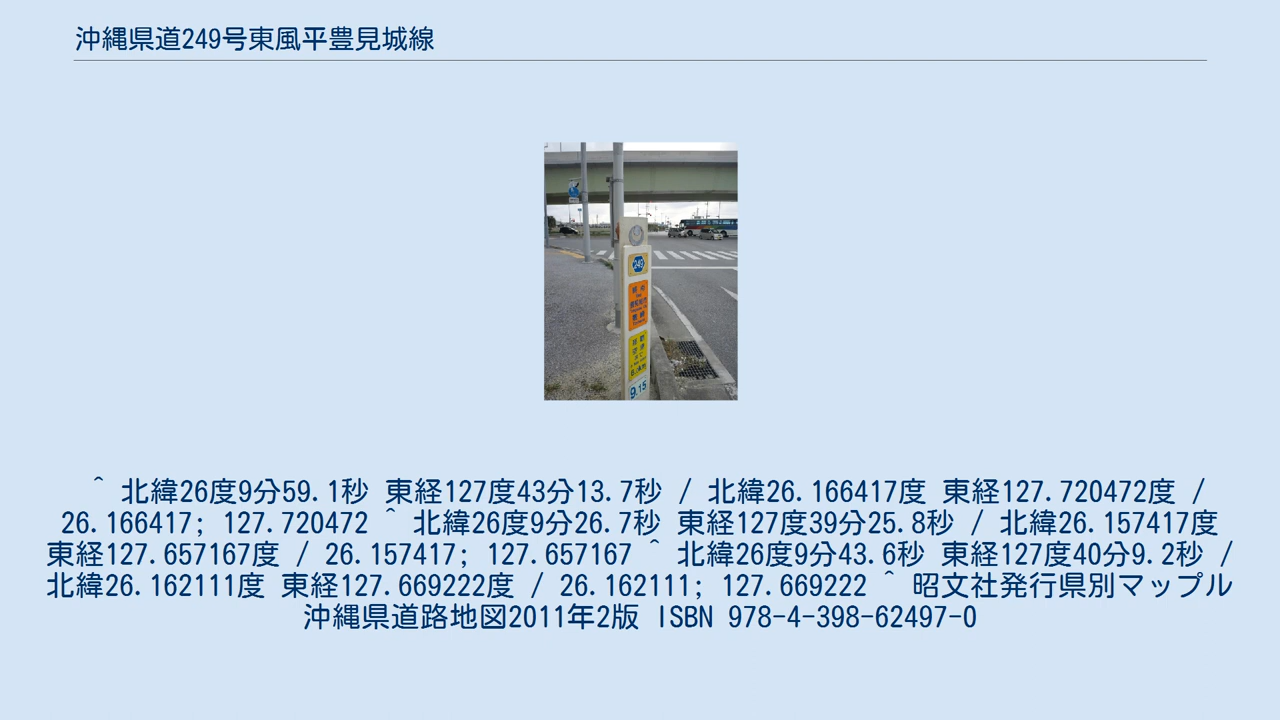 沖縄県道249号東風平豊見城線
249
9.15
^ 北緯26度9分59.1秒 東経127度43分13.7秒 / 北緯26.166417度 東経127.720472度 /
26.166417; 127.720472 ^ 北緯26度9分26.7秒 東経127度39分25.8秒 / 北緯26.157417度
東経127.657167度 / 26.157417; 127.657167 ^ 北緯26度9分43.6秒 東経127度40分9.2秒 /
北緯26.162111度 東経127.669222度 / 26.162111; 127.669222 ^ 昭文社発行県別マップル
沖縄県道路地図2011年2版 ISBN 978-4-398-62497-0